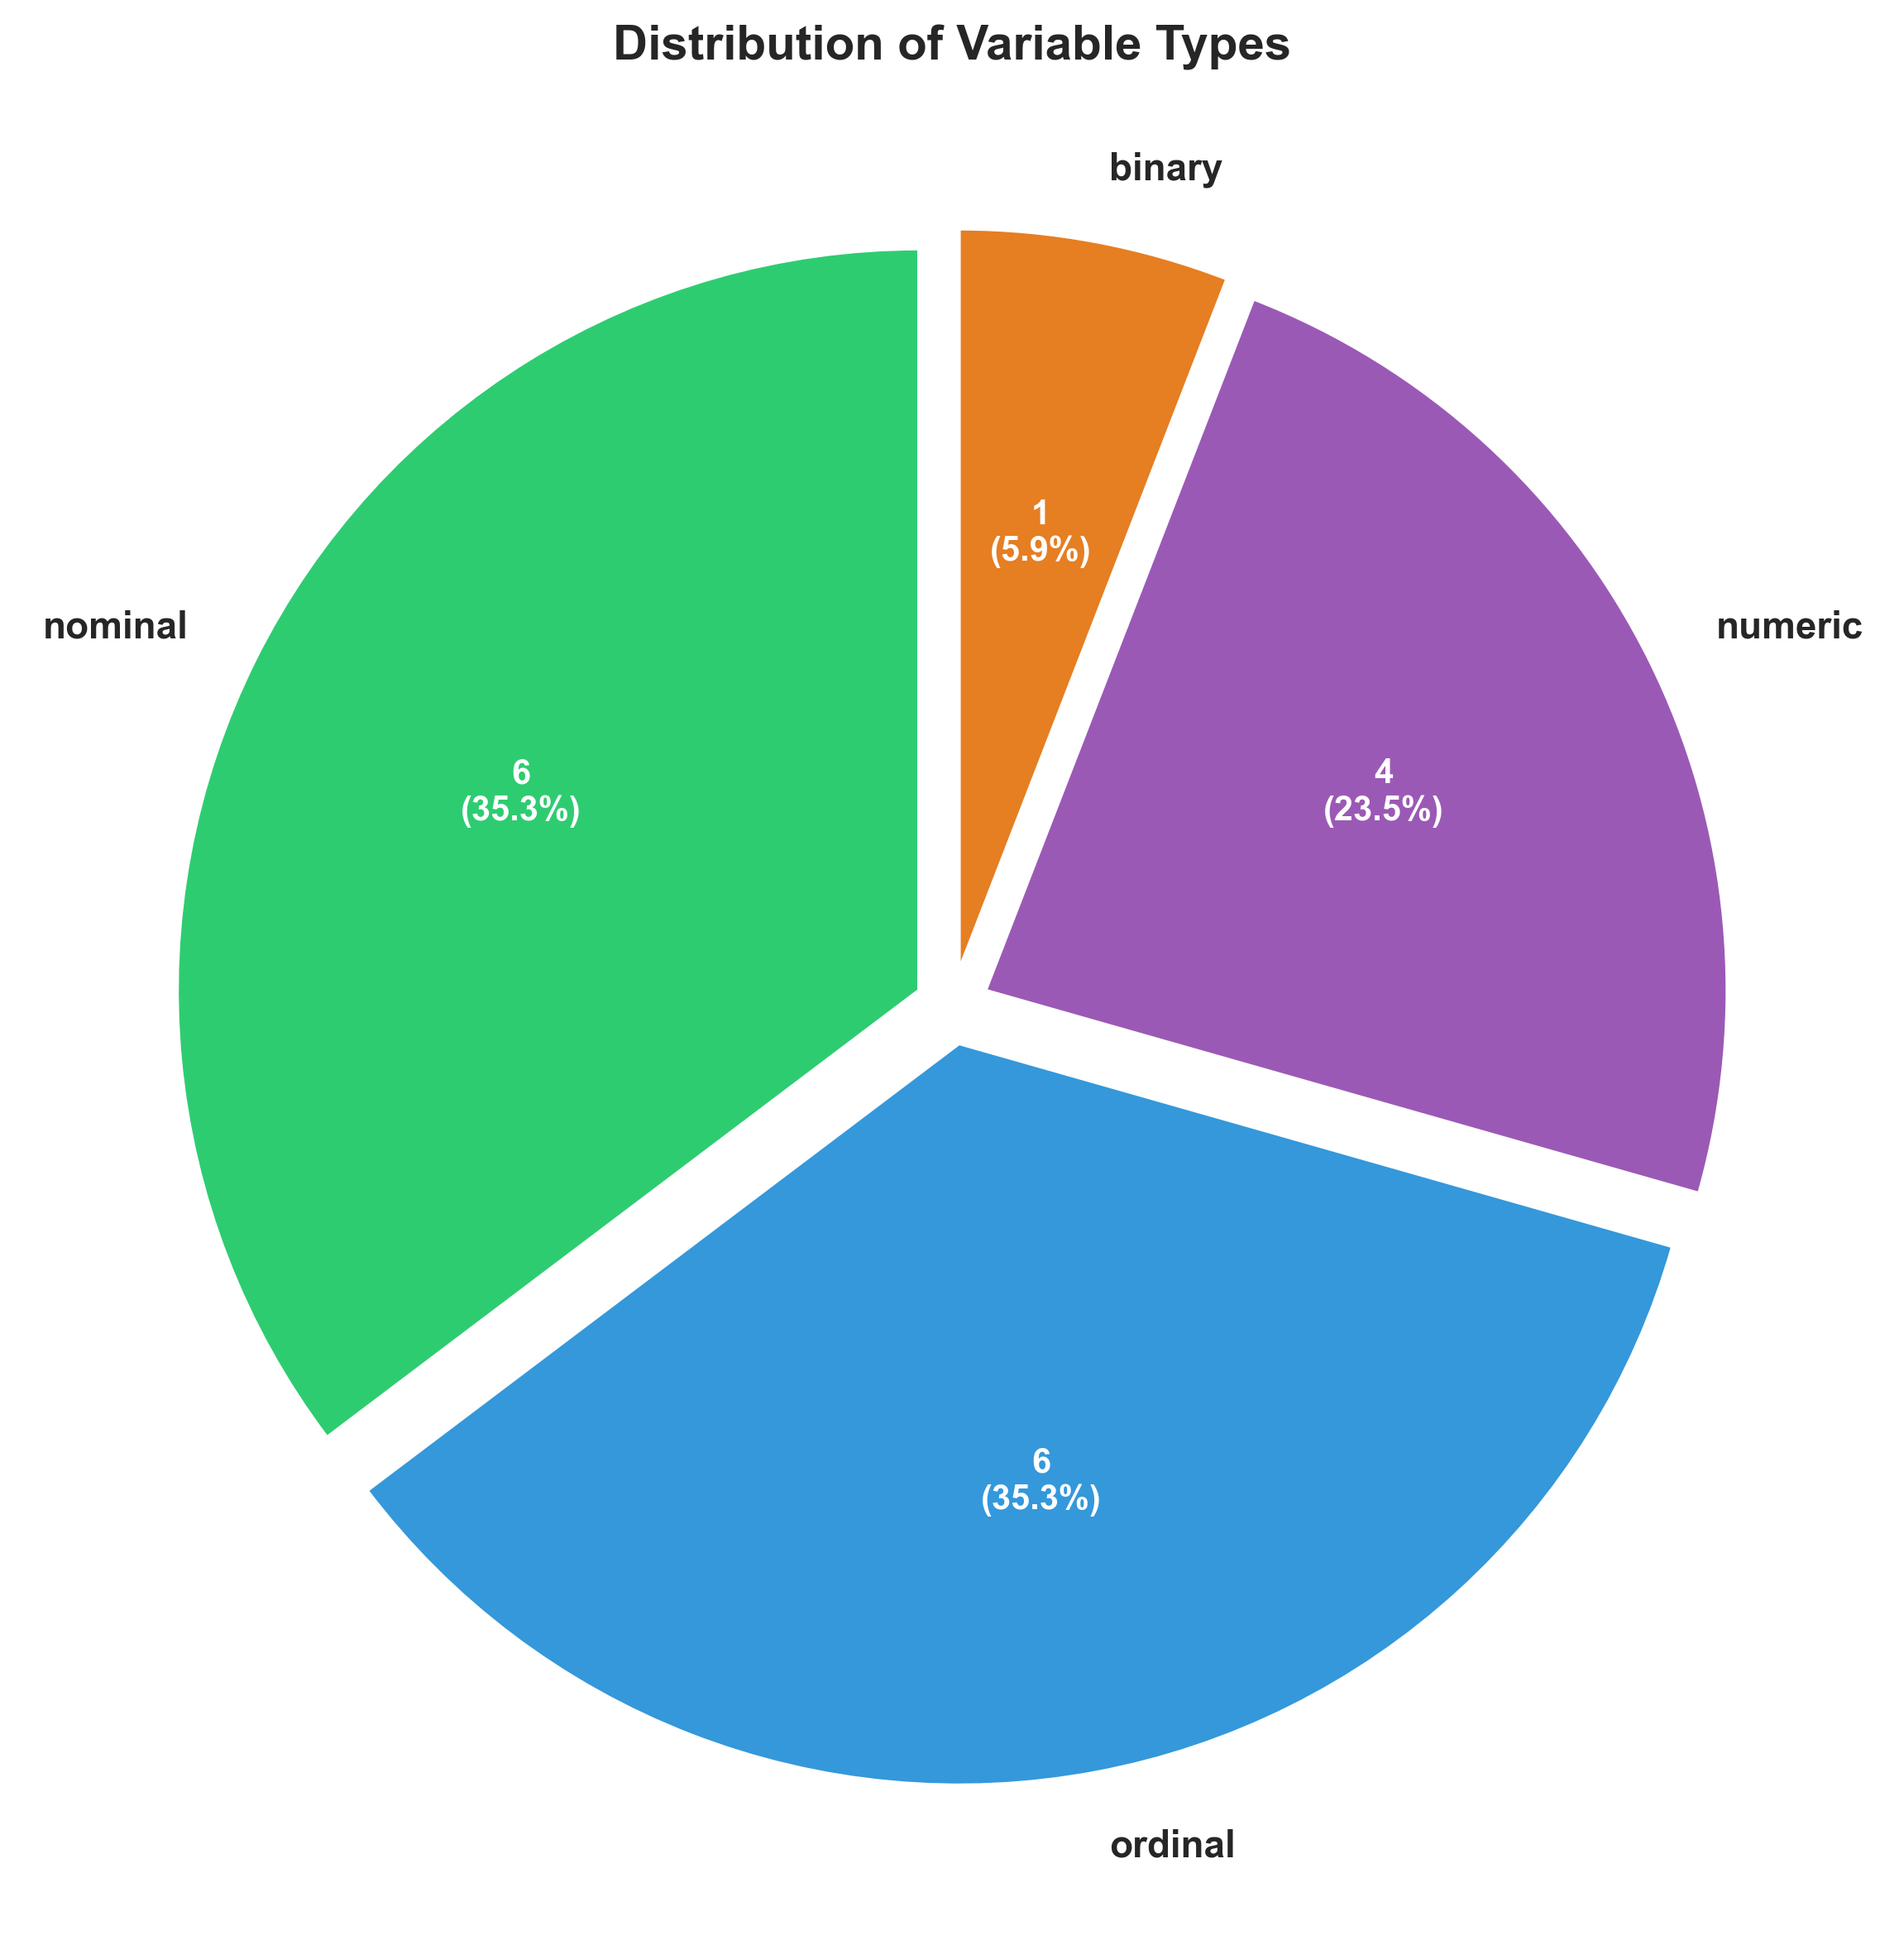 Distribution of Variable Types
binary
1
(5.9%)
nominal
numeric
6
(35.3%)
4
(23.5%)
6
(35.3%)
ordinal